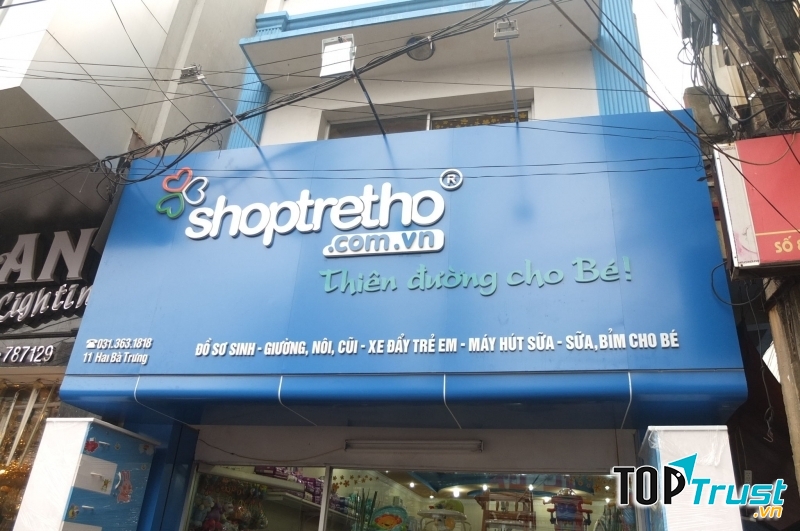 shoptretho®
.com.vn
Thiên đường cho Bé!
☎031.363.1818
11 Hai Bà Trưng
ĐỒ SƠ SINH - GIƯỜNG, NÔI, CŨI - XE ĐẨY TRẺ EM - MÁY HÚT SỮA - SỮA, BỈM CHO BÉ
AN
Lightin
787129
SỐ
TOPTrust
.vn